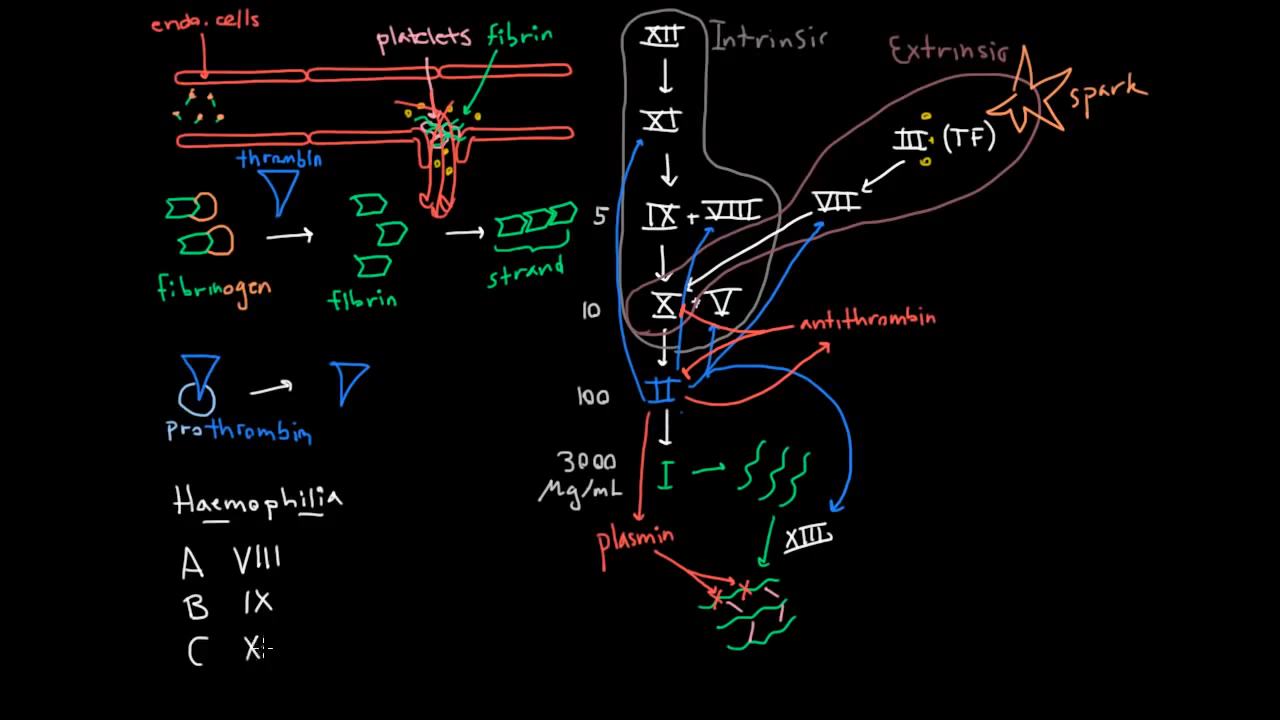 endo. cells
platelets fibrin
thrombin
fibrinogen
fibrin
strand
prothrombin
Haemophilia
A VIII
B IX
C X
XII
Intrinsic
XI
5 IX + VIII
10 X + V
100 II
3000
Mg/mL
I
plasmin
XIII
Extrinsic
spark
III (TF)
VII
antithrombin